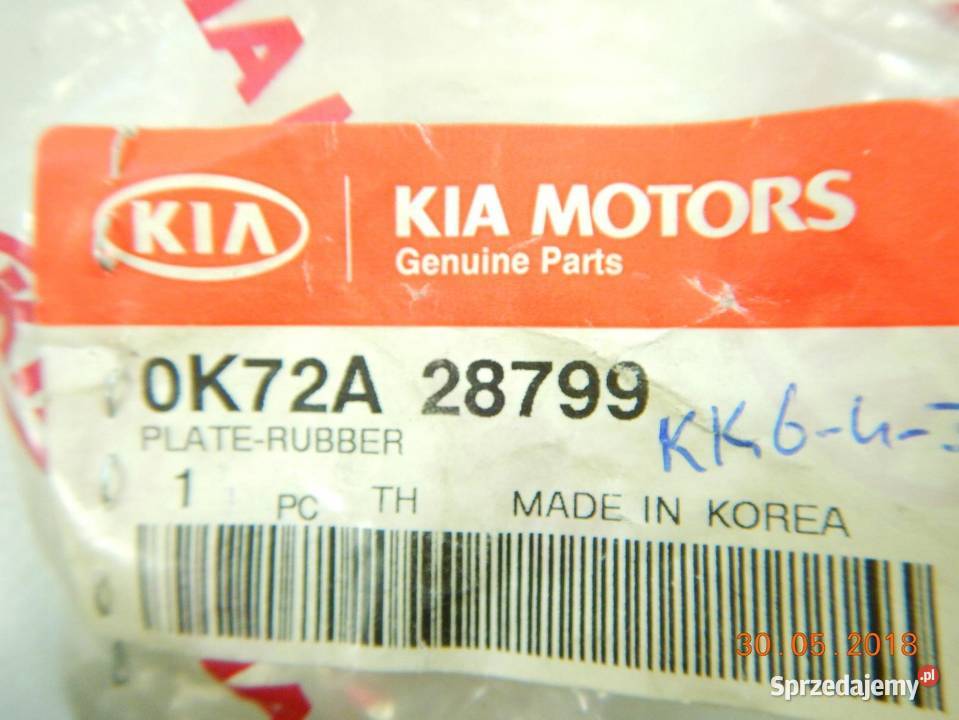 KIA
KIA MOTORS
Genuine Parts
0K72A 28799
PLATE-RUBBER
1 PC TH MADE IN KOREA
30.05.2018
Sprzedajemy.pl